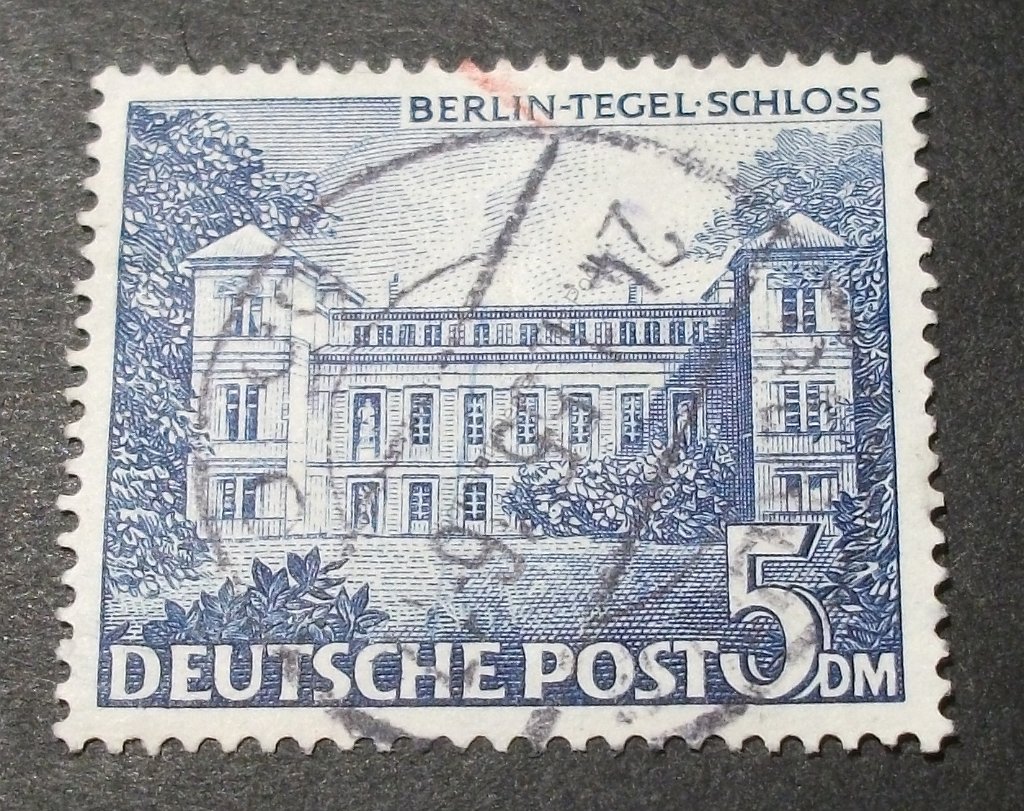 BERLIN-TEGEL·SCHLOSS
DEUTSCHE POST 5 DM